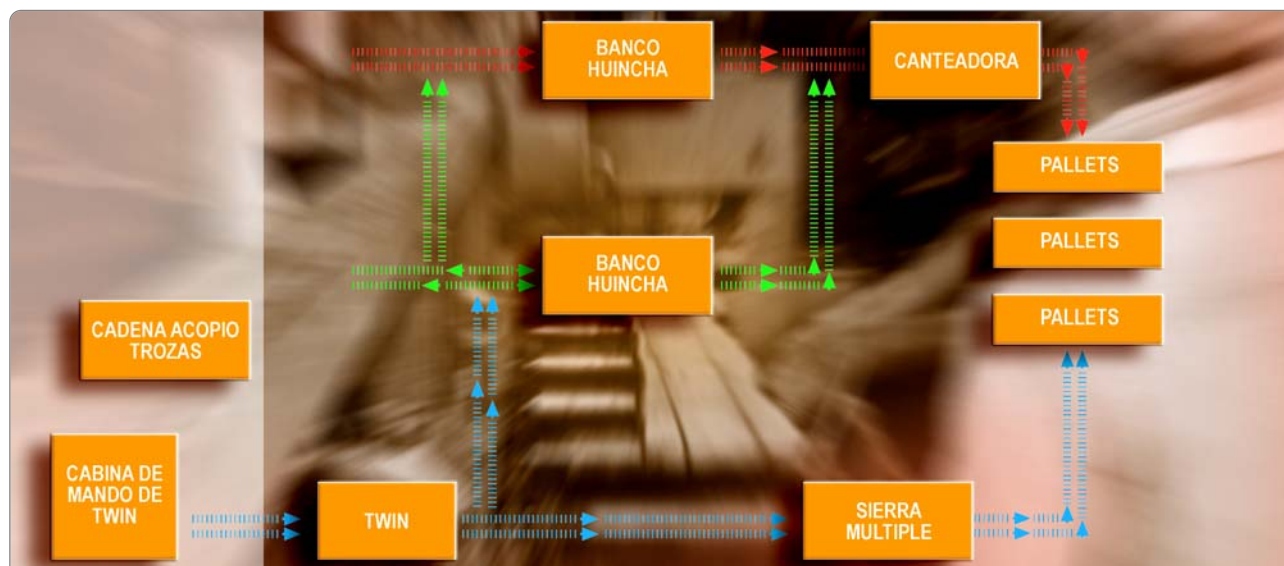 BANCO
HUINCHA
CANTEADORA
PALLETS
PALLETS
BANCO
HUINCHA
PALLETS
CADENA ACOPIO
TROZAS
CABINA DE
MANDO DE
TWIN
TWIN
SIERRA
MULTIPLE